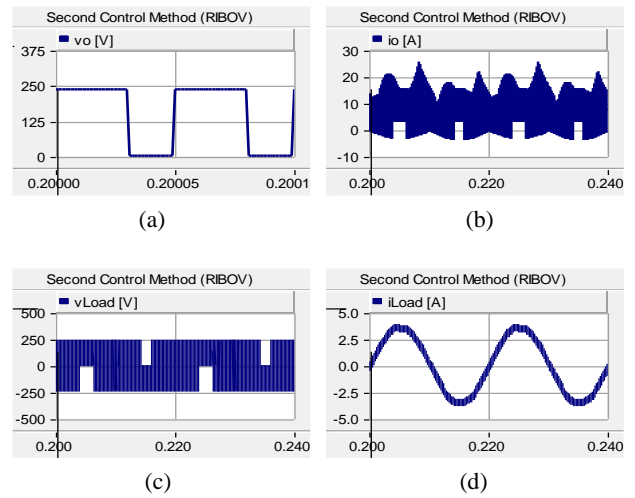 Second Control Method (RIBOV)
vo [V]
375
250
125
0
0.20000
0.20005
0.2001
(a)
Second Control Method (RIBOV)
io [A]
30
20
10
0
-10
0.200
0.220
0.240
(b)
Second Control Method (RIBOV)
vLoad [V]
500
250
0.0
-250
-500
0.200
0.220
0.240
(c)
Second Control Method (RIBOV)
iLoad [A]
5.0
2.5
0.0
-2.5
-5.0
0.200
0.220
0.240
(d)